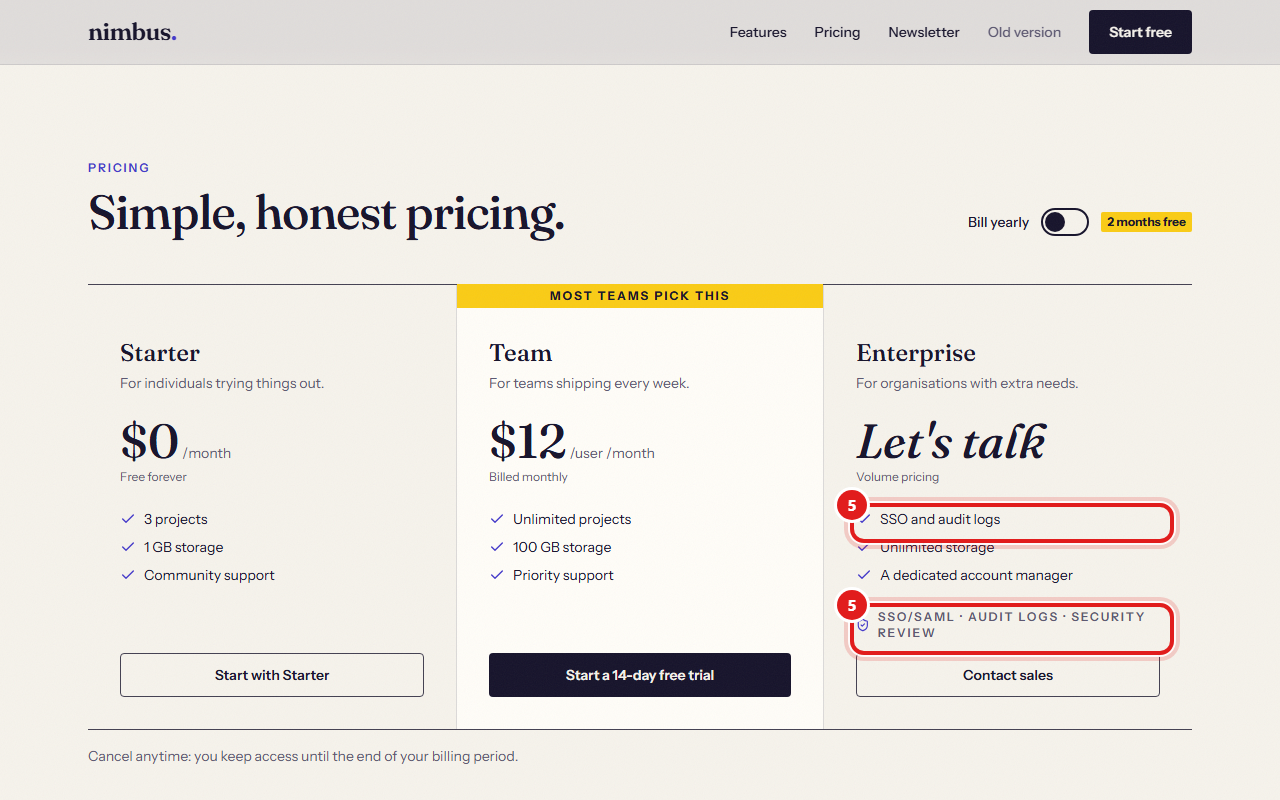 nimbus.
Features
Pricing
Newsletter
Old version
Start free
PRICING
Simple, honest pricing.
Bill yearly
2 months free
MOST TEAMS PICK THIS
Starter
For individuals trying things out.
$0 /month
Free forever
3 projects
1 GB storage
Community support
Start with Starter
Team
For teams shipping every week.
$12 /user /month
Billed monthly
Unlimited projects
100 GB storage
Priority support
Start a 14-day free trial
Enterprise
For organisations with extra needs.
Let's talk
Volume pricing
5
SSO and audit logs
Unlimited storage
A dedicated account manager
5
SSO/SAML · AUDIT LOGS · SECURITY
REVIEW
Contact sales
Cancel anytime: you keep access until the end of your billing period.